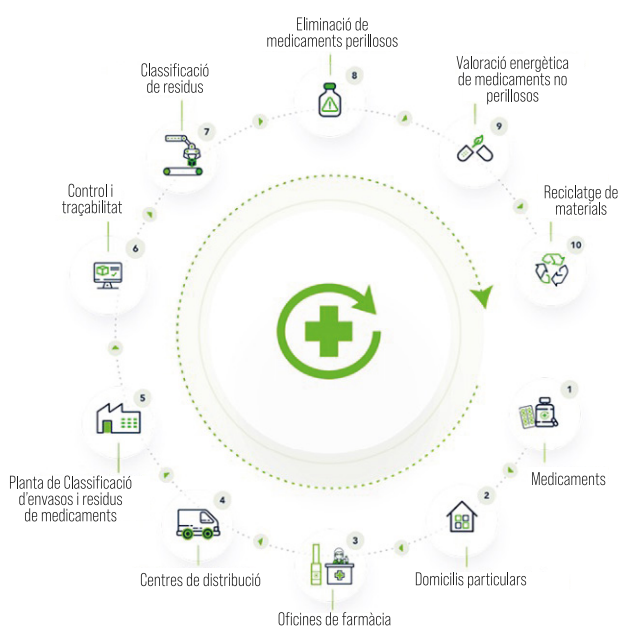 Eliminació de
medicaments perillosos
8
Valoració energètica
de medicaments no
perillosos
9
Classificació
de residus
7
Control i
traçabilitat
6
Reciclatge de
materials
10
5
Planta de Classificació
d'envasos i residus
de medicaments
1
Medicaments
4
Centres de distribució
2
Domicilis particulars
3
Oficines de farmàcia